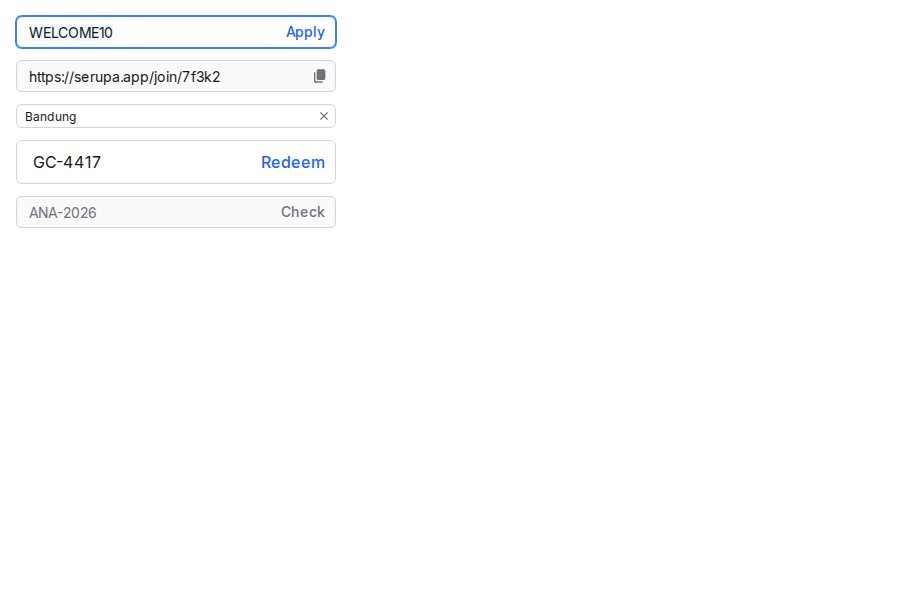 WELCOME10 Apply
https://serupa.app/join/7f3k2
Bandung
GC-4417 Redeem
ANA-2026 Check